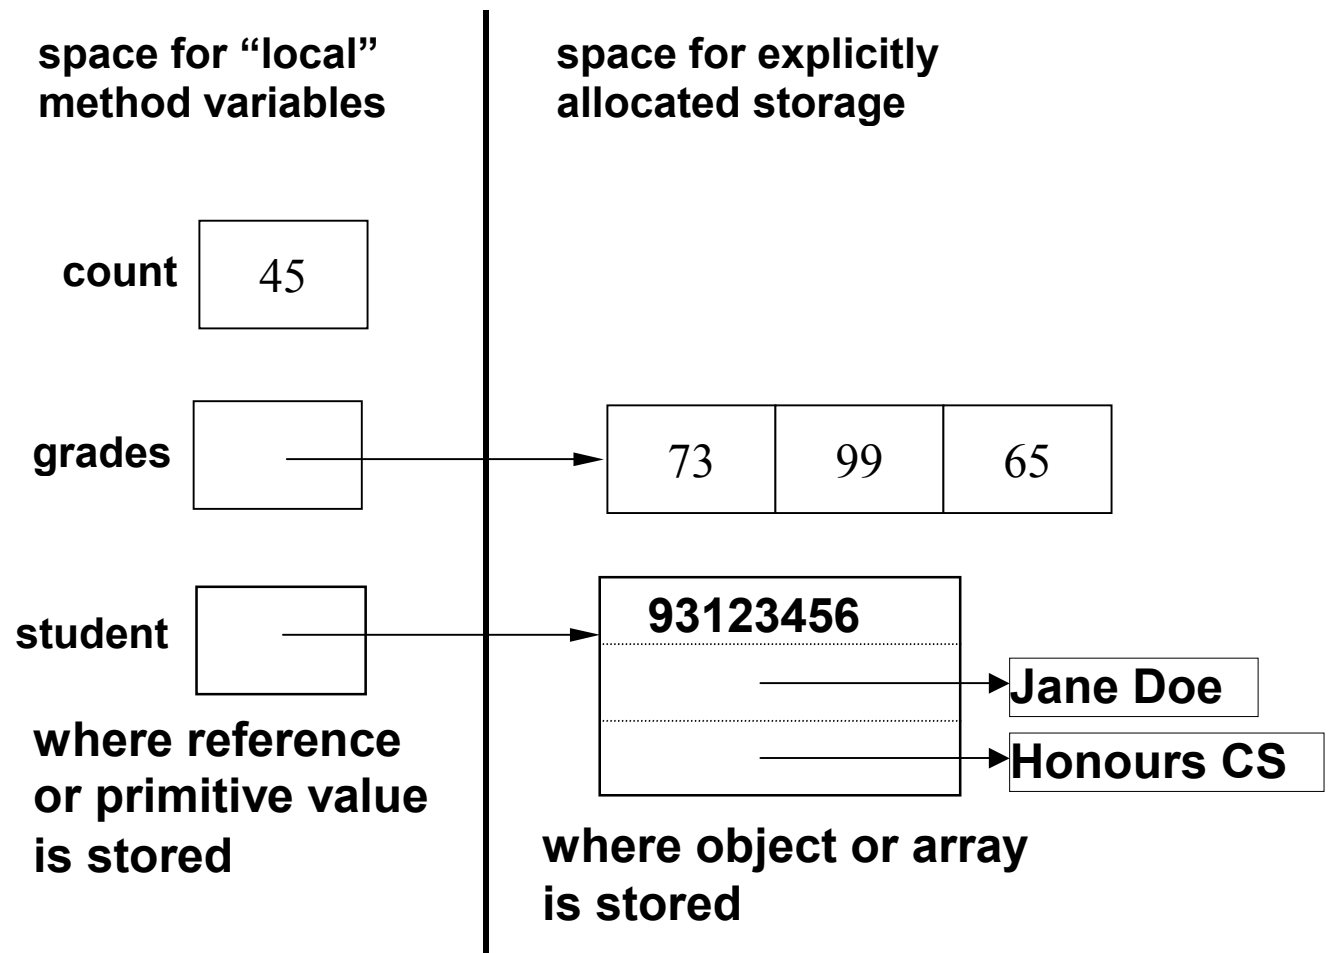 space for “local”
method variables
space for explicitly
allocated storage
count 45
grades 73 99 65
student 93123456
Jane Doe
Honours CS
where reference
or primitive value
is stored
where object or array
is stored